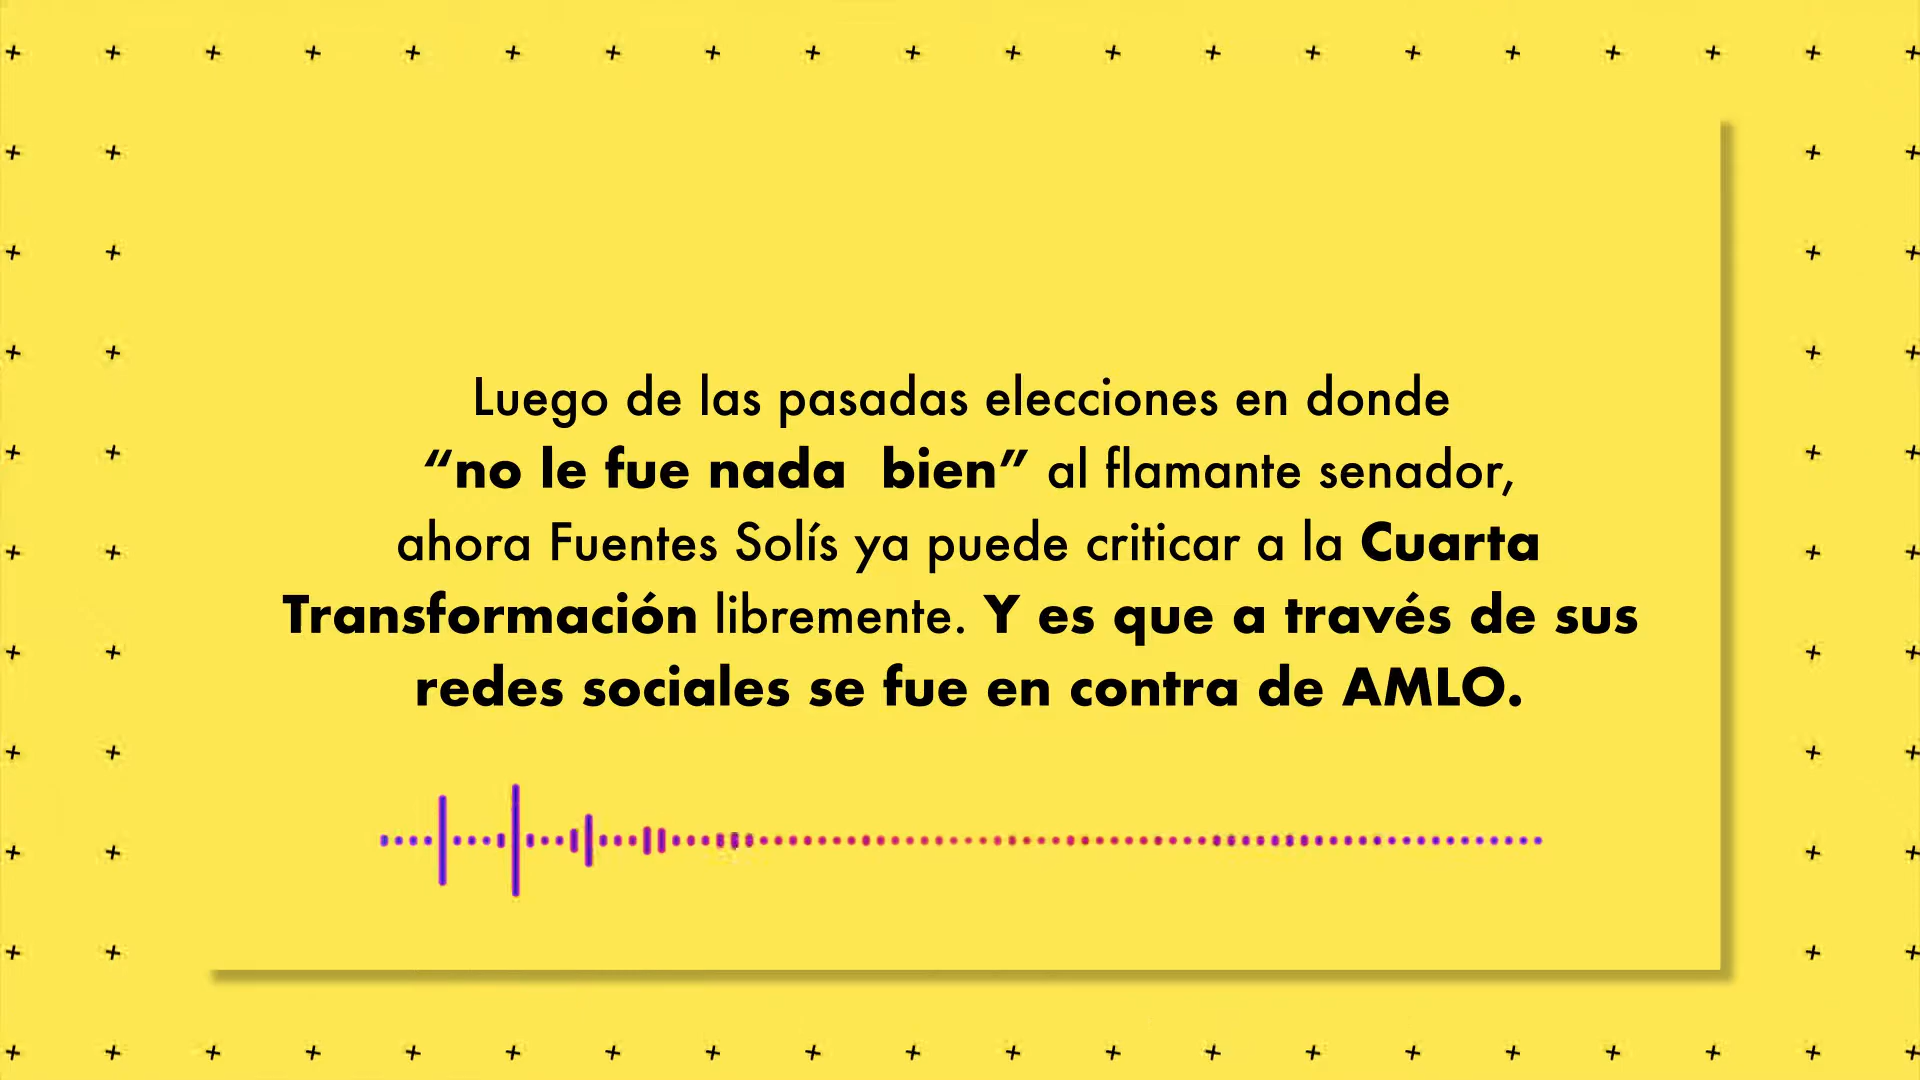 Luego de las pasadas elecciones en donde
“no le fue nada  bien” al flamante senador,
ahora Fuentes Solís ya puede criticar a la Cuarta
Transformación libremente. Y es que a través de sus
redes sociales se fue en contra de AMLO.